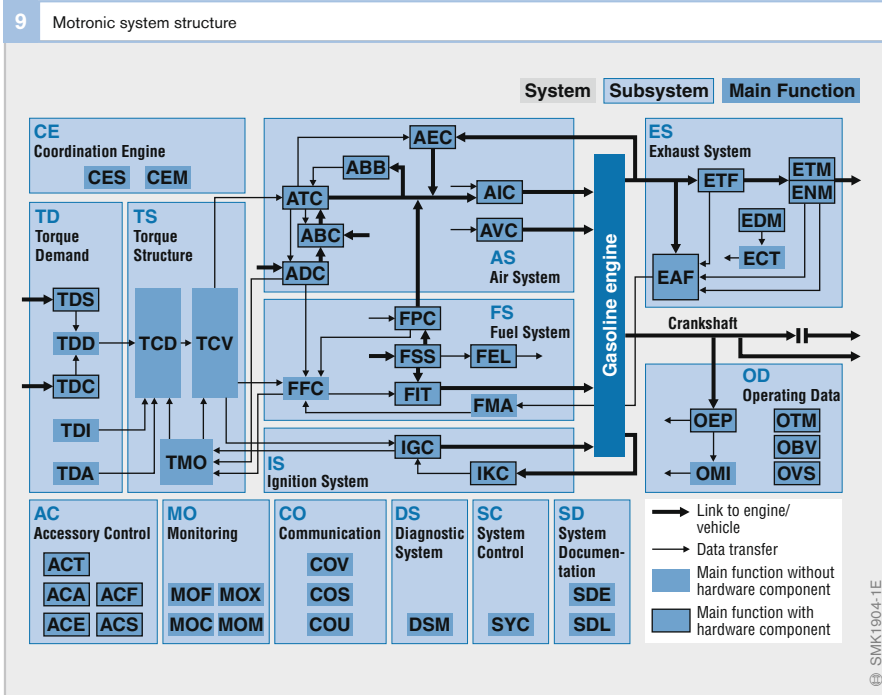 9 Motronic system structure
System Subsystem Main Function
CE
Coordination Engine
CES CEM
TD
Torque
Demand
TDS
TDD
TDC
TDI
TDA
TS
Torque
Structure
TCD TCV
TMO
AEC
ABB
ATC
AIC
ABC
AVC
ADC
AS
Air System
FPC
FS
Fuel System
FSS FEL
FFC FIT
FMA
IGC
IS
Ignition System
IKC
Gasoline engine
ES
Exhaust System
ETF
ETM
ENM
EDM
ECT
EAF
Crankshaft
OD
Operating Data
OEP OTM
OBV
OMI OVS
AC
Accessory Control
ACT
ACA ACF
ACE ACS
MO
Monitoring
MOF MOX
MOC MOM
CO
Communication
COV
COS
COU
DS
Diagnostic
System
DSM
SC
System
Control
SYC
SD
System
Documen-
tation
SDE
SDL
Link to engine/
vehicle
Data transfer
Main function without
hardware component
Main function with
hardware component
SMK1904-1E